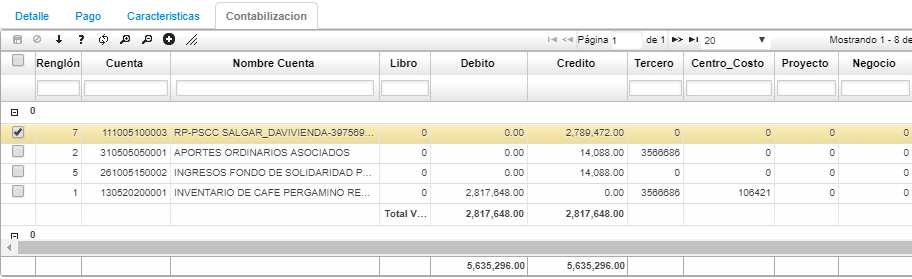 Detalle Pago Caracteristicas Contabilizacion
Página 1 de 1 20 Mostrando 1 - 8 de
Renglón Cuenta Nombre Cuenta Libro Debito Credito Tercero Centro_Costo Proyecto Negocio
0
7 111005100003 RP-PSCC SALGAR_DAVIVIENDA-397569... 0 0.00 2,789,472.00 0 0 0 0
2 310505050001 APORTES ORDINARIOS ASOCIADOS 0 0.00 14,088.00 3566686 0 0 0
5 261005150002 INGRESOS FONDO DE SOLIDARIDAD P... 0 0.00 14,088.00 0 0 0 0
1 130520200001 INVENTARIO DE CAFE PERGAMINO RE... 0 2,817,648.00 0.00 3566686 106421 0 0
Total V... 2,817,648.00 2,817,648.00
0
5,635,296.00 5,635,296.00